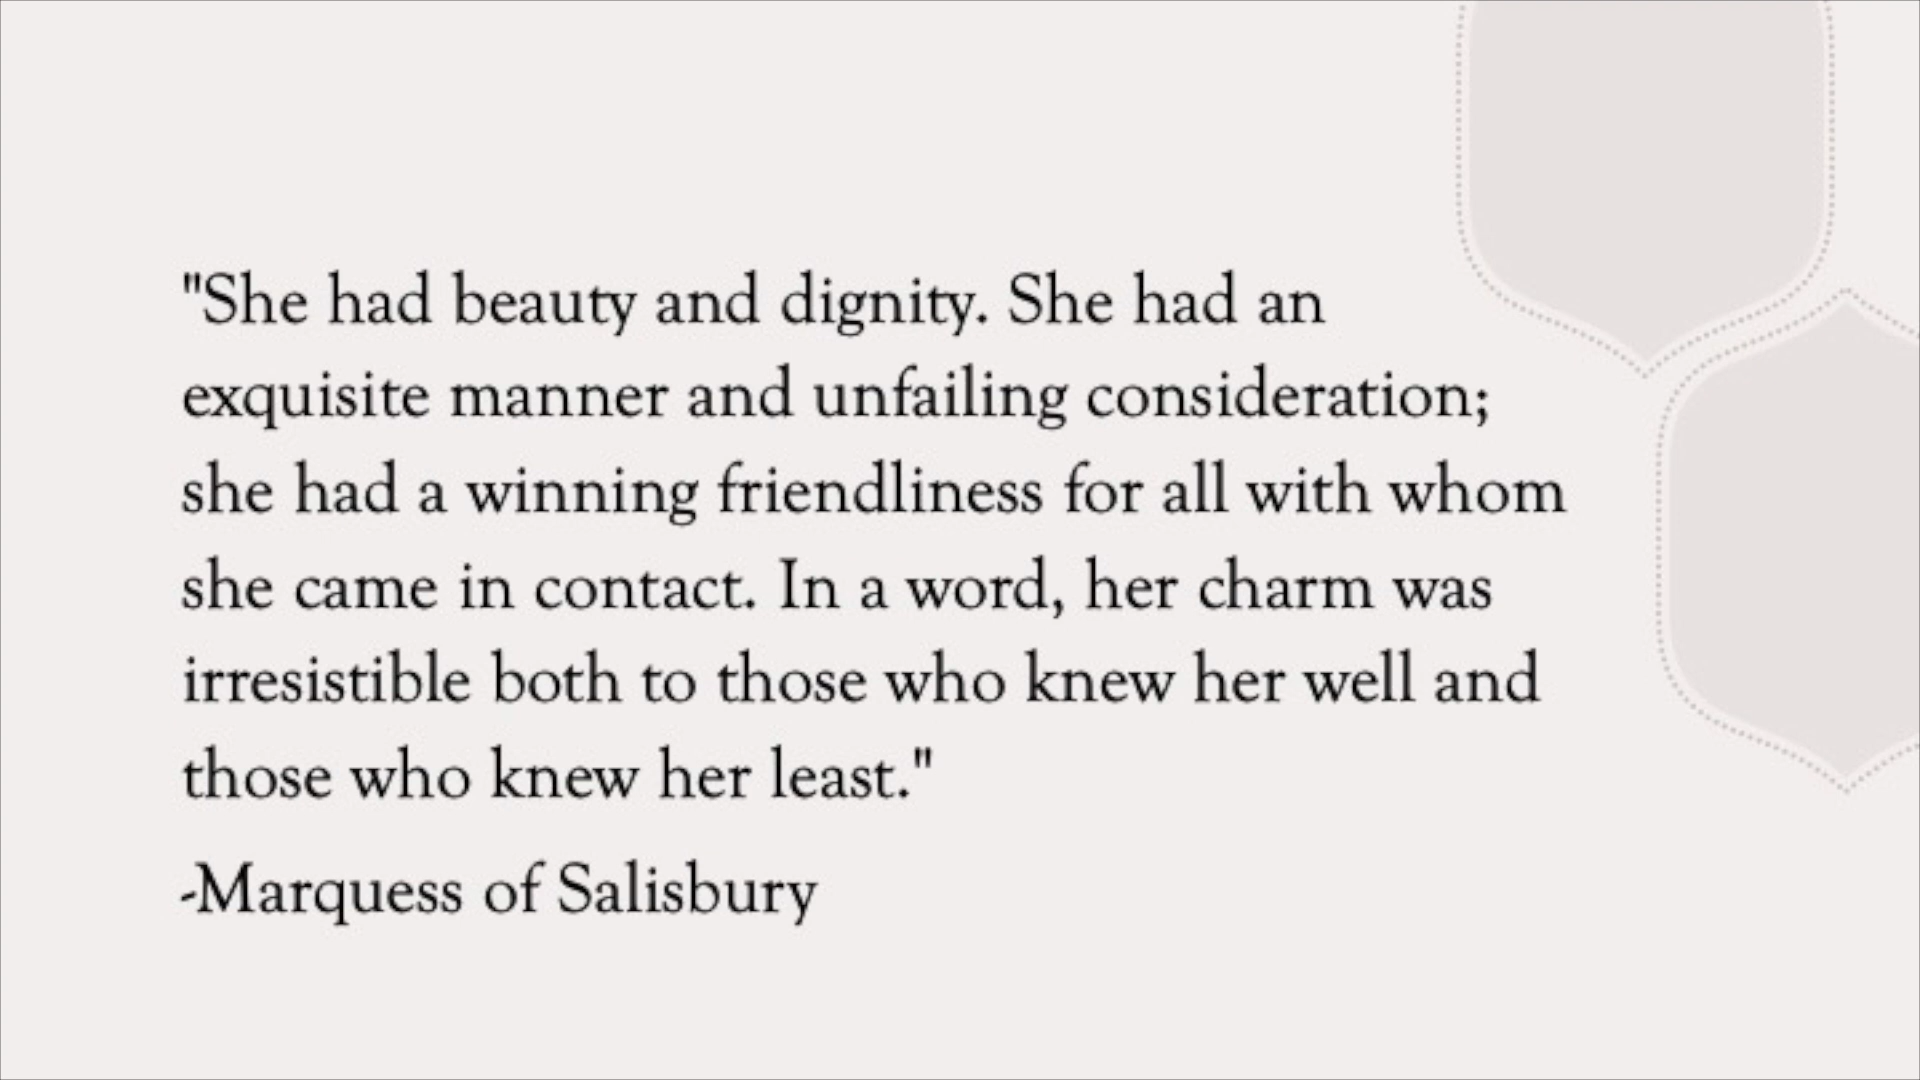 "She had beauty and dignity. She had an
exquisite manner and unfailing consideration;
she had a winning friendliness for all with whom
she came in contact. In a word, her charm was
irresistible both to those who knew her well and
those who knew her least."
-Marquess of Salisbury